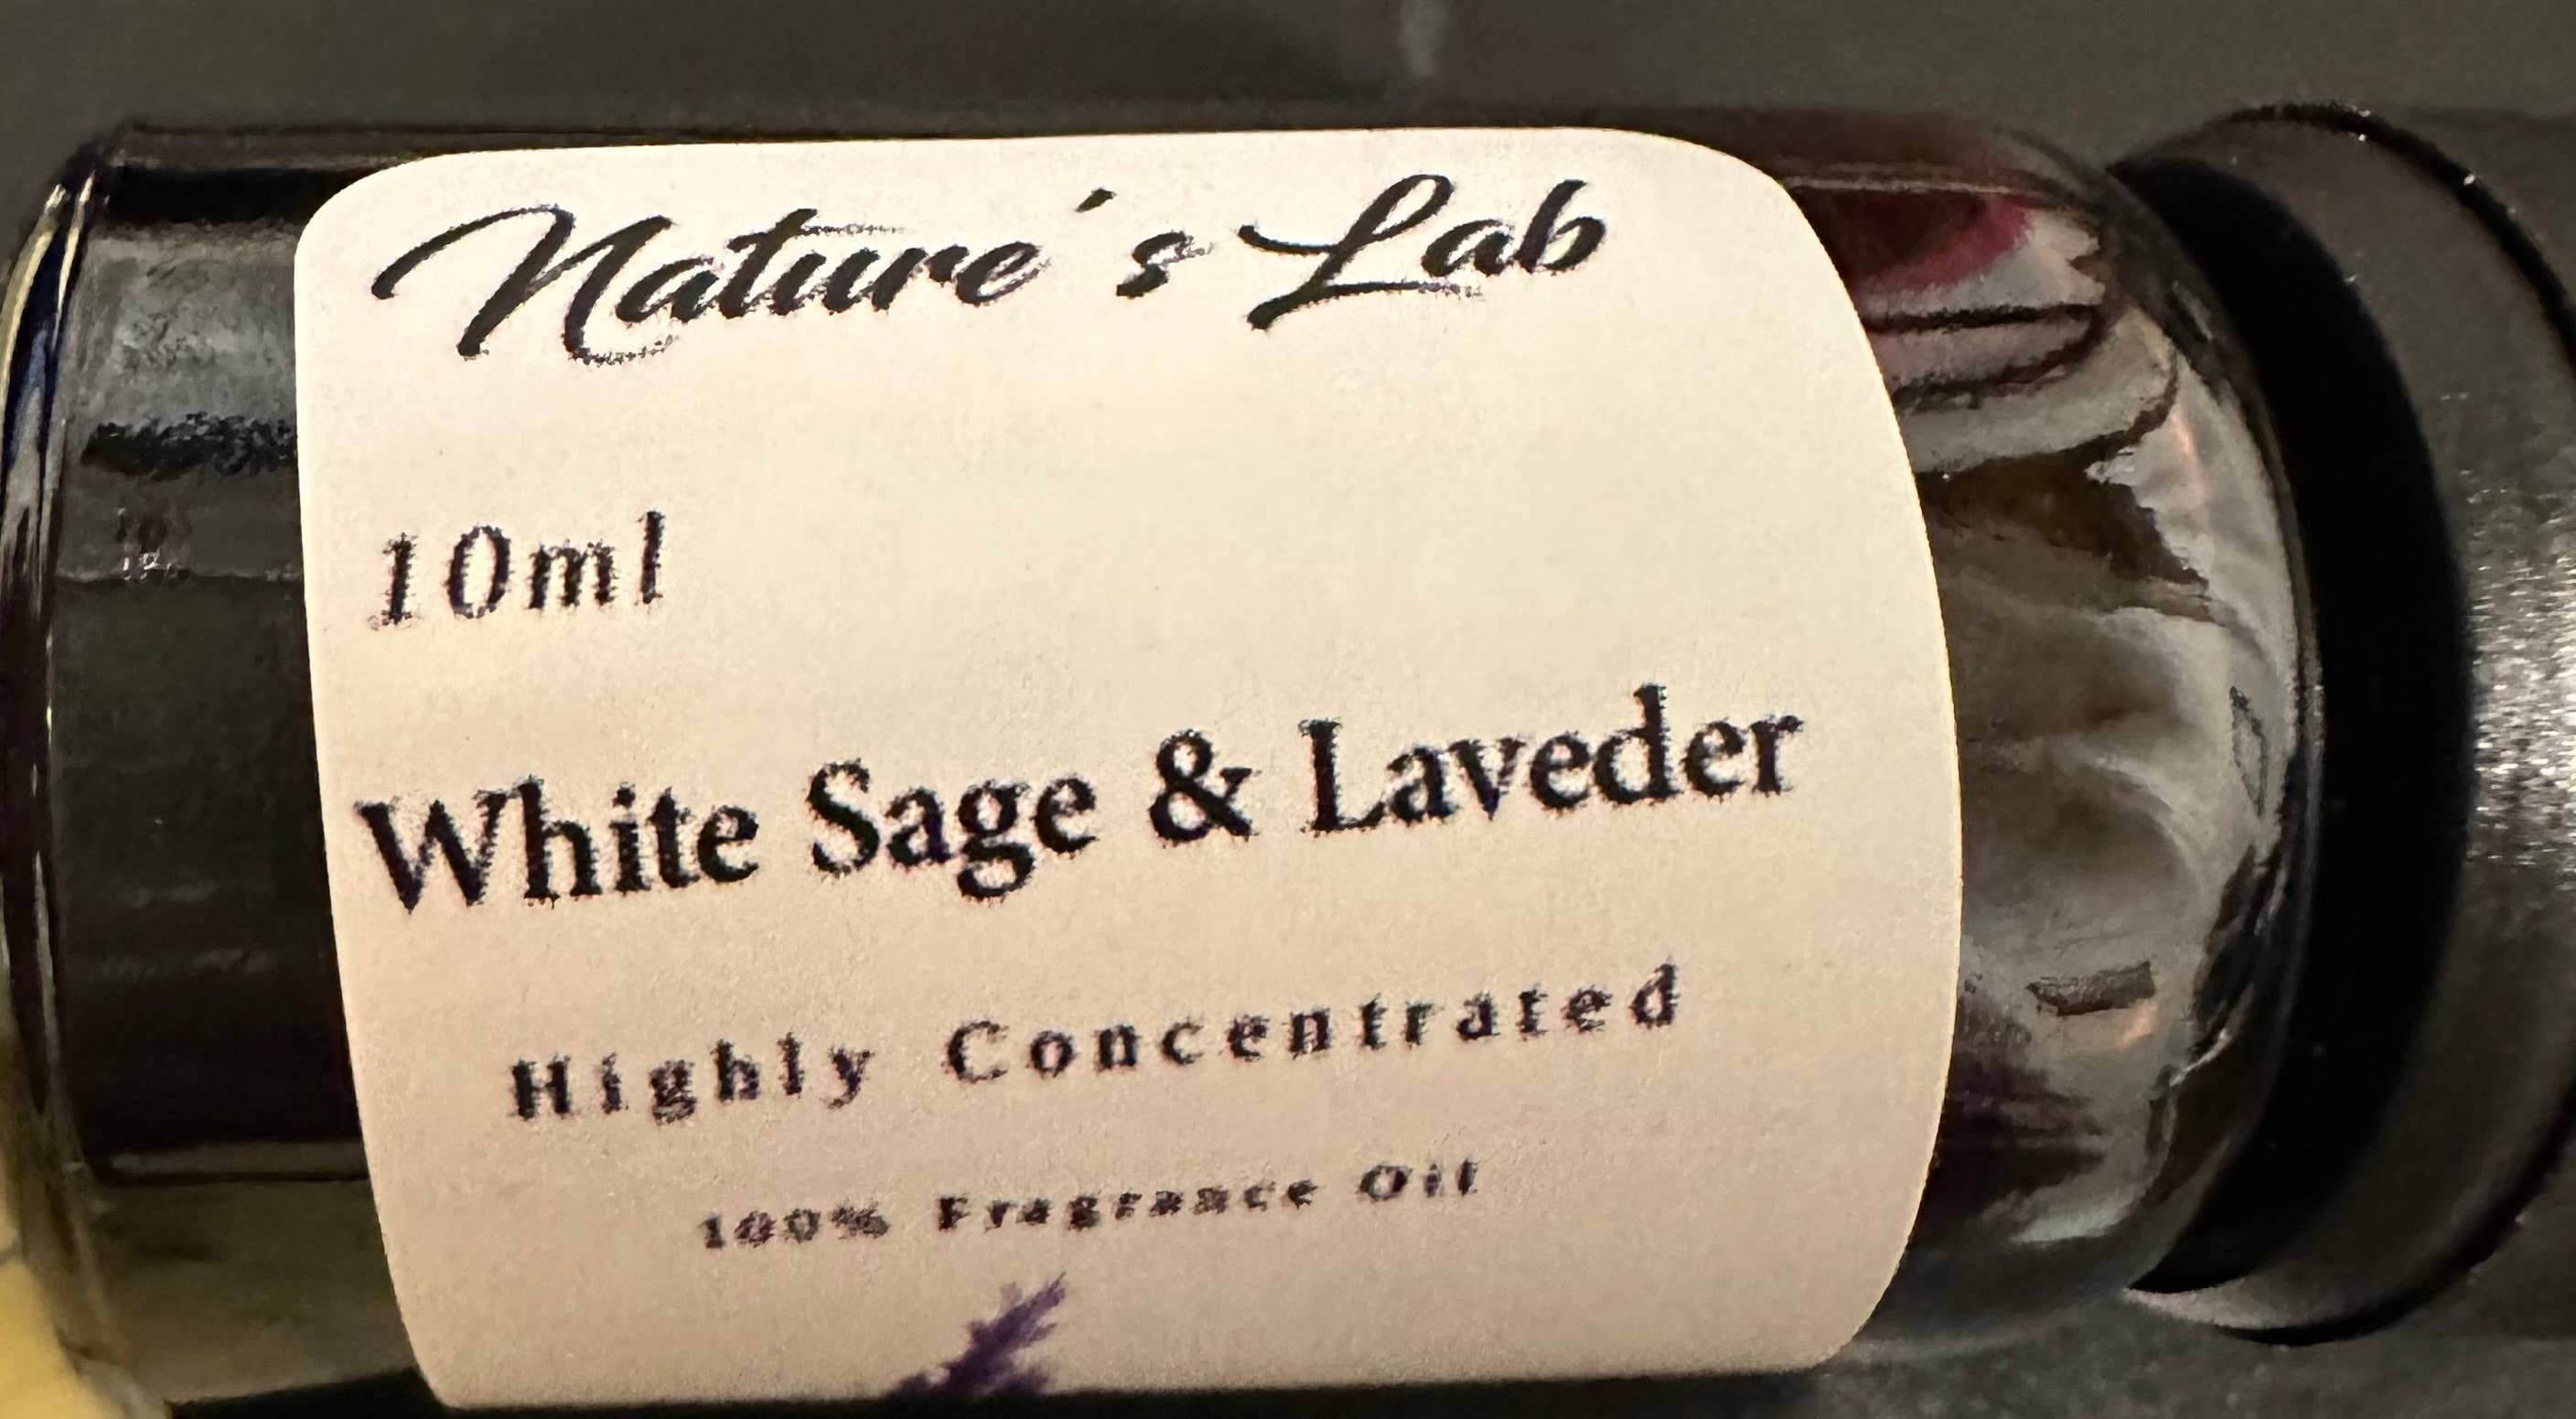 Nature's Lab
10ml
White Sage & Laveder
Highly Concentrated
100% Fragrance Oil